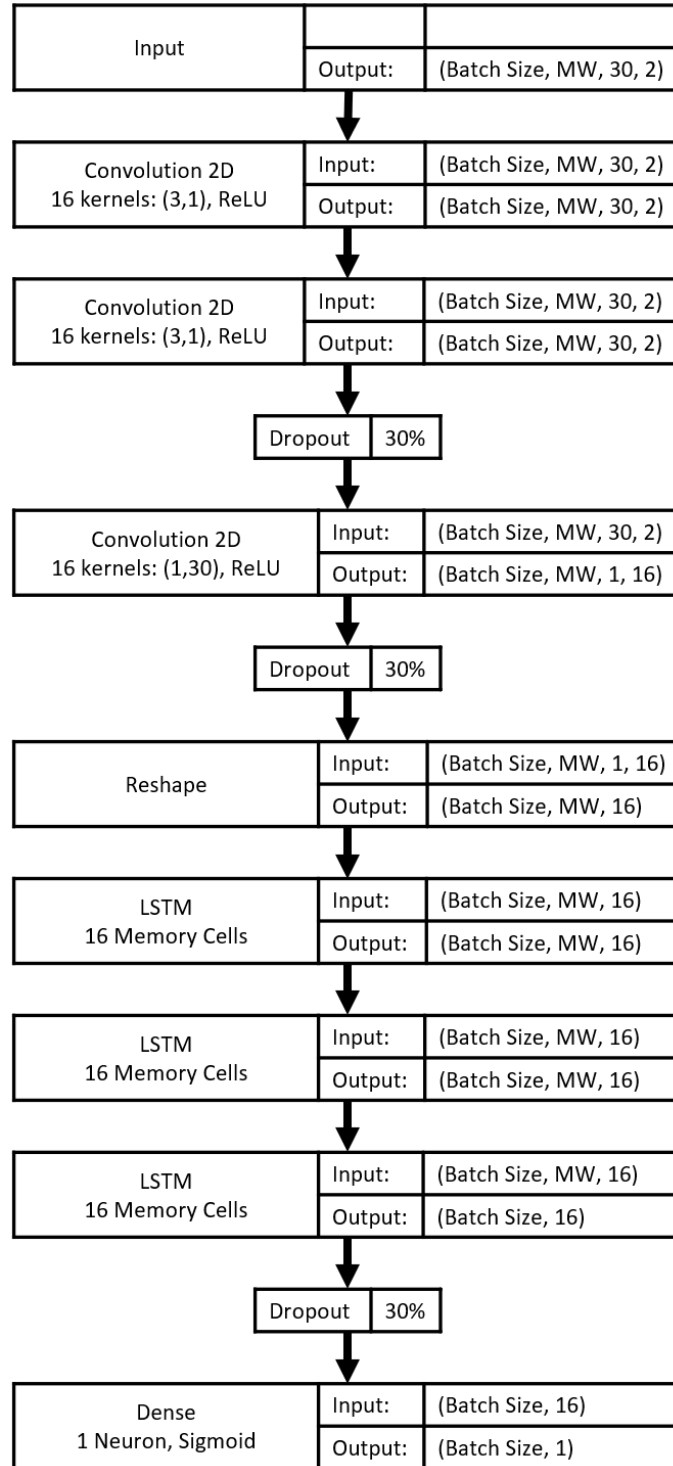 Input
Output: (Batch Size, MW, 30, 2)
Convolution 2D
16 kernels: (3,1), ReLU
Input: (Batch Size, MW, 30, 2)
Output: (Batch Size, MW, 30, 2)
Convolution 2D
16 kernels: (3,1), ReLU
Input: (Batch Size, MW, 30, 2)
Output: (Batch Size, MW, 30, 2)
Dropout 30%
Convolution 2D
16 kernels: (1,30), ReLU
Input: (Batch Size, MW, 30, 2)
Output: (Batch Size, MW, 1, 16)
Dropout 30%
Reshape
Input: (Batch Size, MW, 1, 16)
Output: (Batch Size, MW, 16)
LSTM
16 Memory Cells
Input: (Batch Size, MW, 16)
Output: (Batch Size, MW, 16)
LSTM
16 Memory Cells
Input: (Batch Size, MW, 16)
Output: (Batch Size, MW, 16)
LSTM
16 Memory Cells
Input: (Batch Size, MW, 16)
Output: (Batch Size, 16)
Dropout 30%
Dense
1 Neuron, Sigmoid
Input: (Batch Size, 16)
Output: (Batch Size, 1)